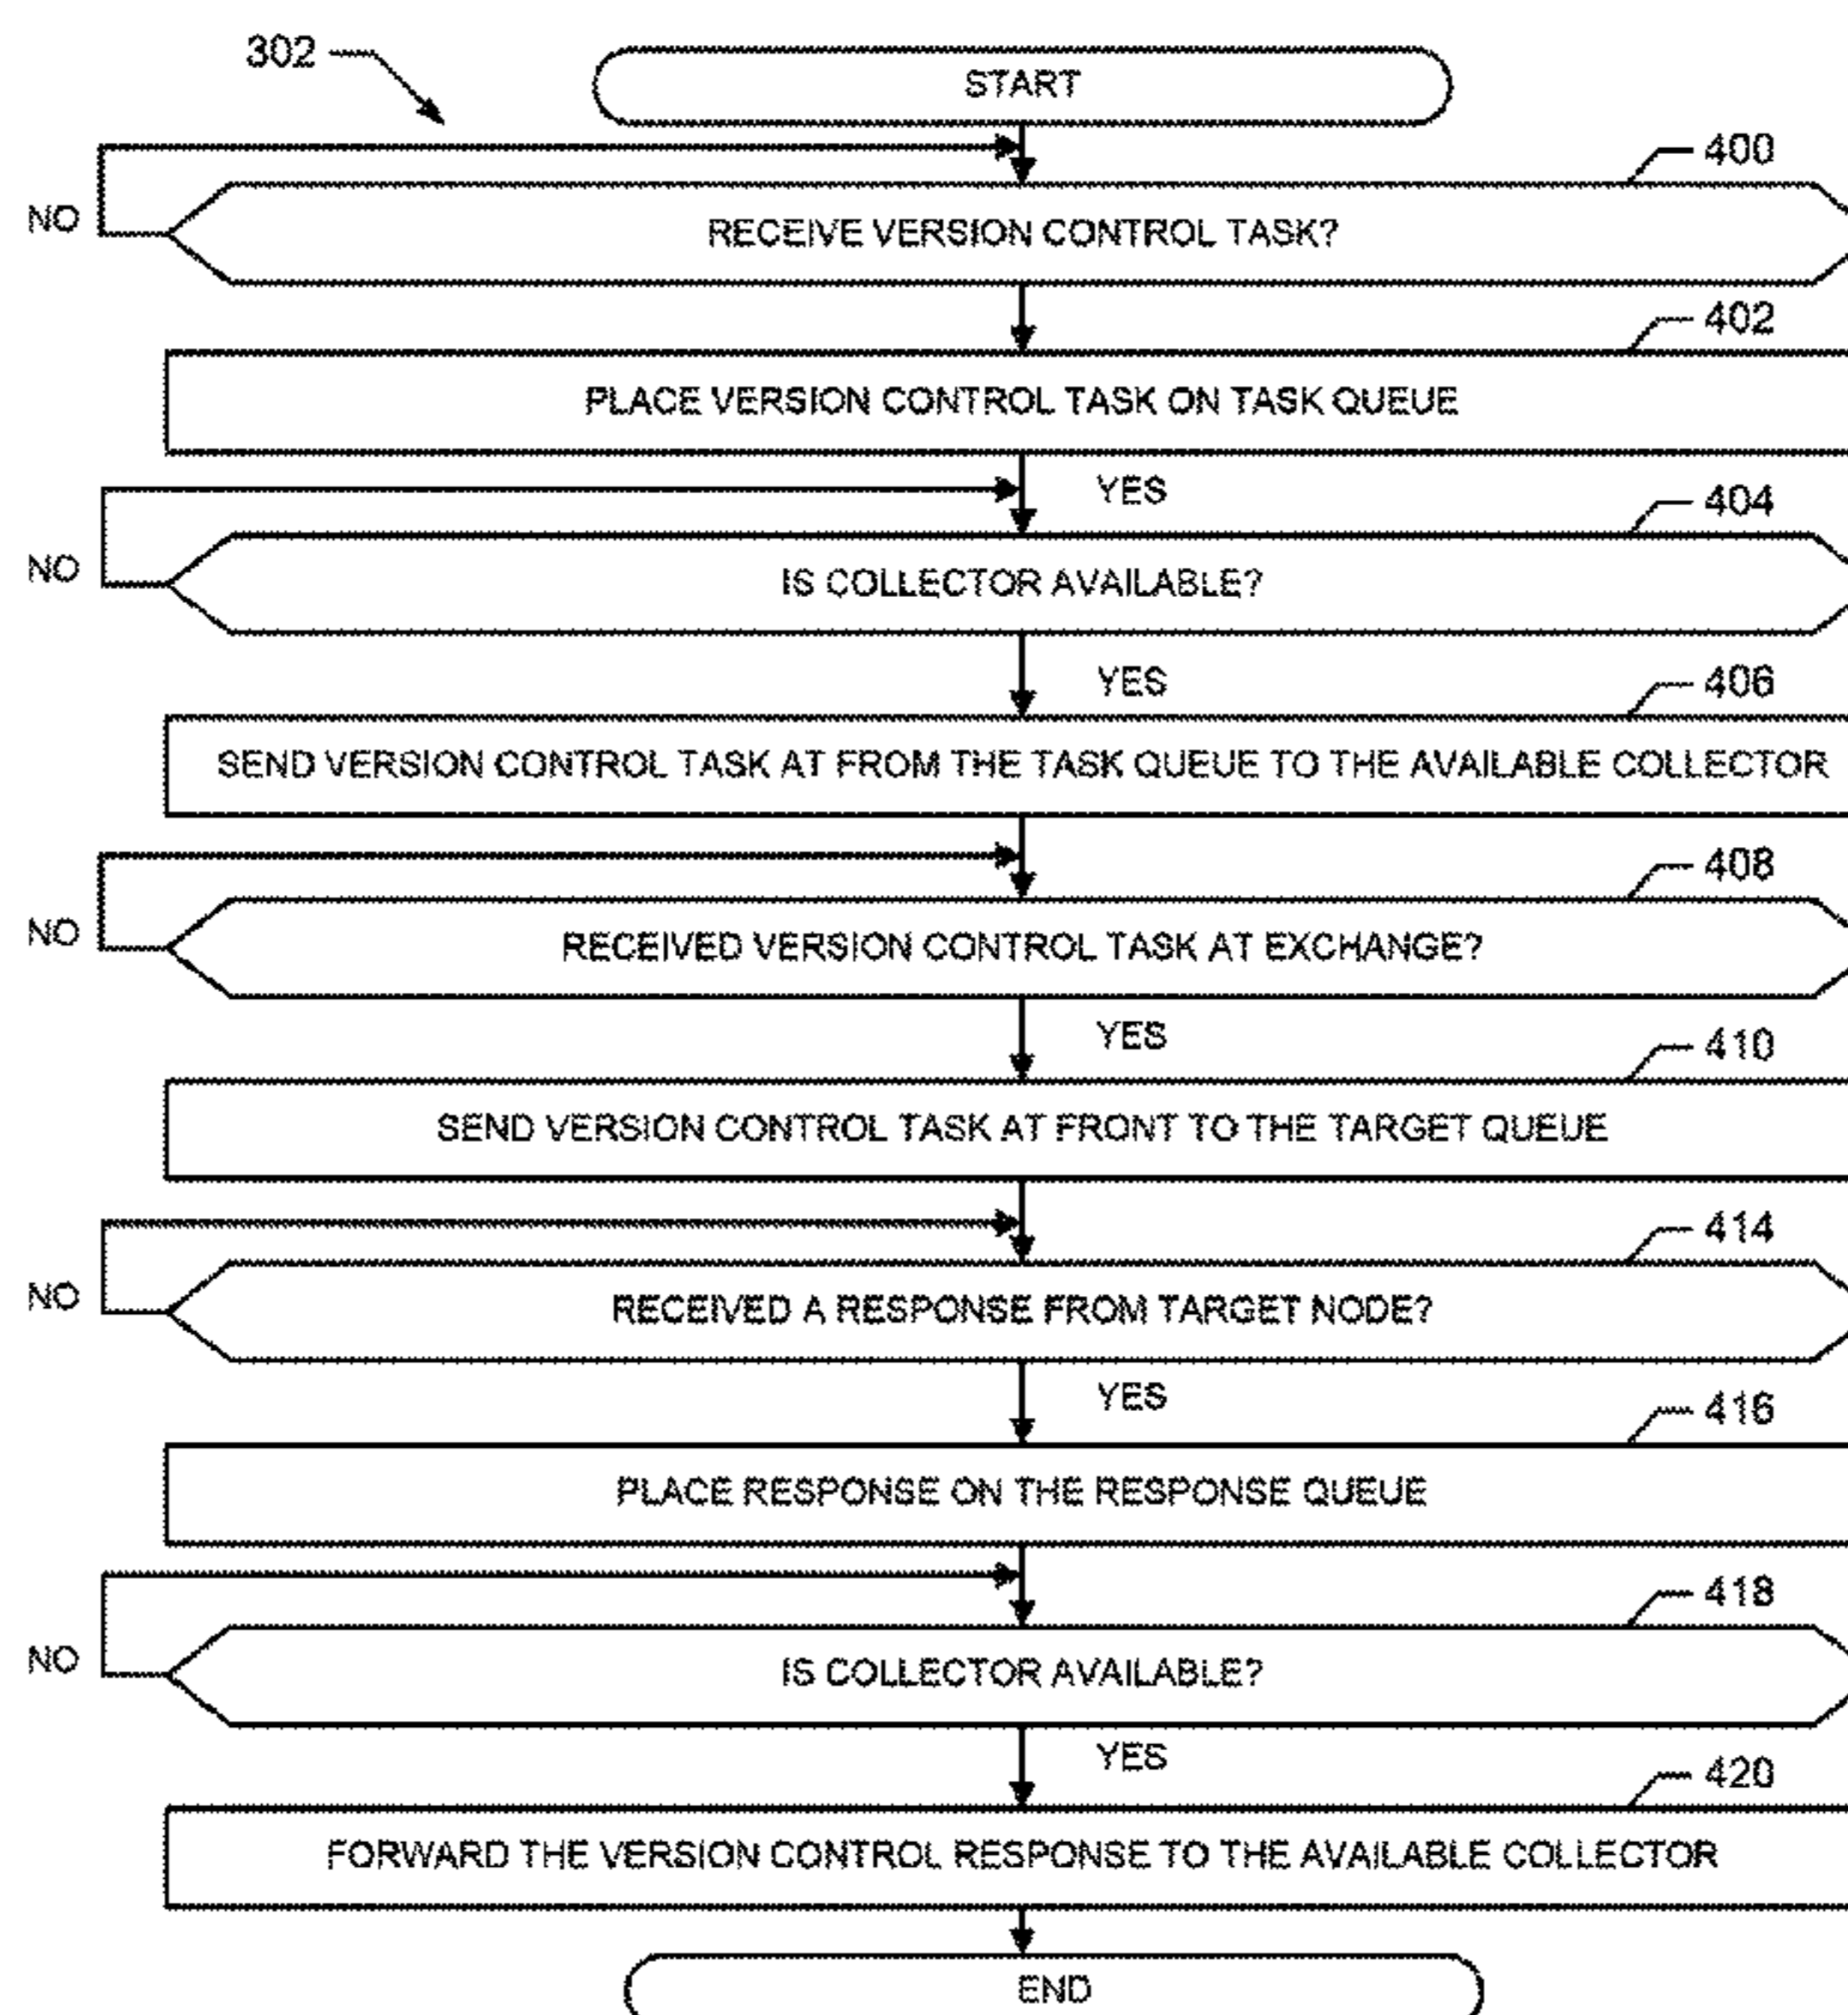 302
START
400
NO
RECEIVE VERSION CONTROL TASK?
402
PLACE VERSION CONTROL TASK ON TASK QUEUE
YES
404
NO
IS COLLECTOR AVAILABLE?
YES
406
SEND VERSION CONTROL TASK AT FROM THE TASK QUEUE TO THE AVAILABLE COLLECTOR
408
NO
RECEIVED VERSION CONTROL TASK AT EXCHANGE?
YES
410
SEND VERSION CONTROL TASK AT FRONT TO THE TARGET QUEUE
414
NO
RECEIVED A RESPONSE FROM TARGET NODE?
YES
416
PLACE RESPONSE ON THE RESPONSE QUEUE
418
NO
IS COLLECTOR AVAILABLE?
YES
420
FORWARD THE VERSION CONTROL RESPONSE TO THE AVAILABLE COLLECTOR
END